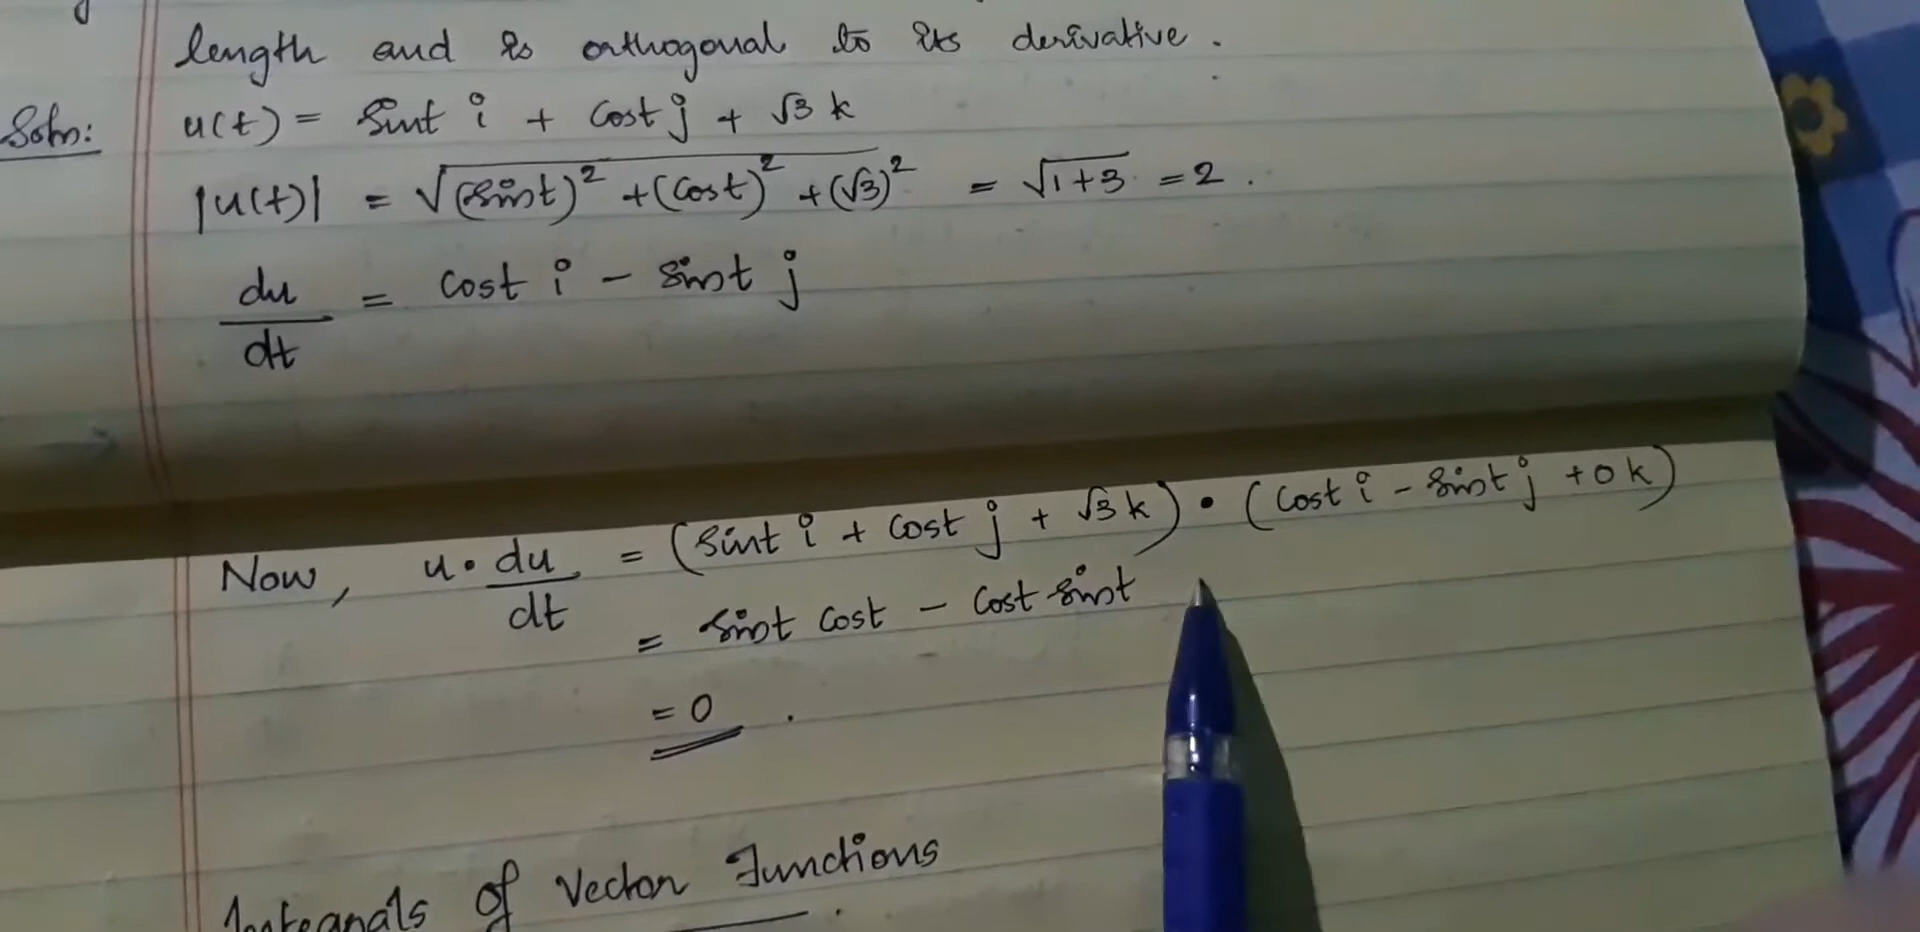 length and is orthogonal to its derivative.
Soln: u(t) = sint i + cost j + √3 k
|u(t)| = √(sint)² + (cost)² + (√3)² = √1+3 = 2.
du/dt = cost i - sint j
Now, u • du/dt = (sint i + cost j + √3 k) • (cost i - sint j + 0 k)
= sint cost - cost sint
= 0.
Integrals of Vector Functions.